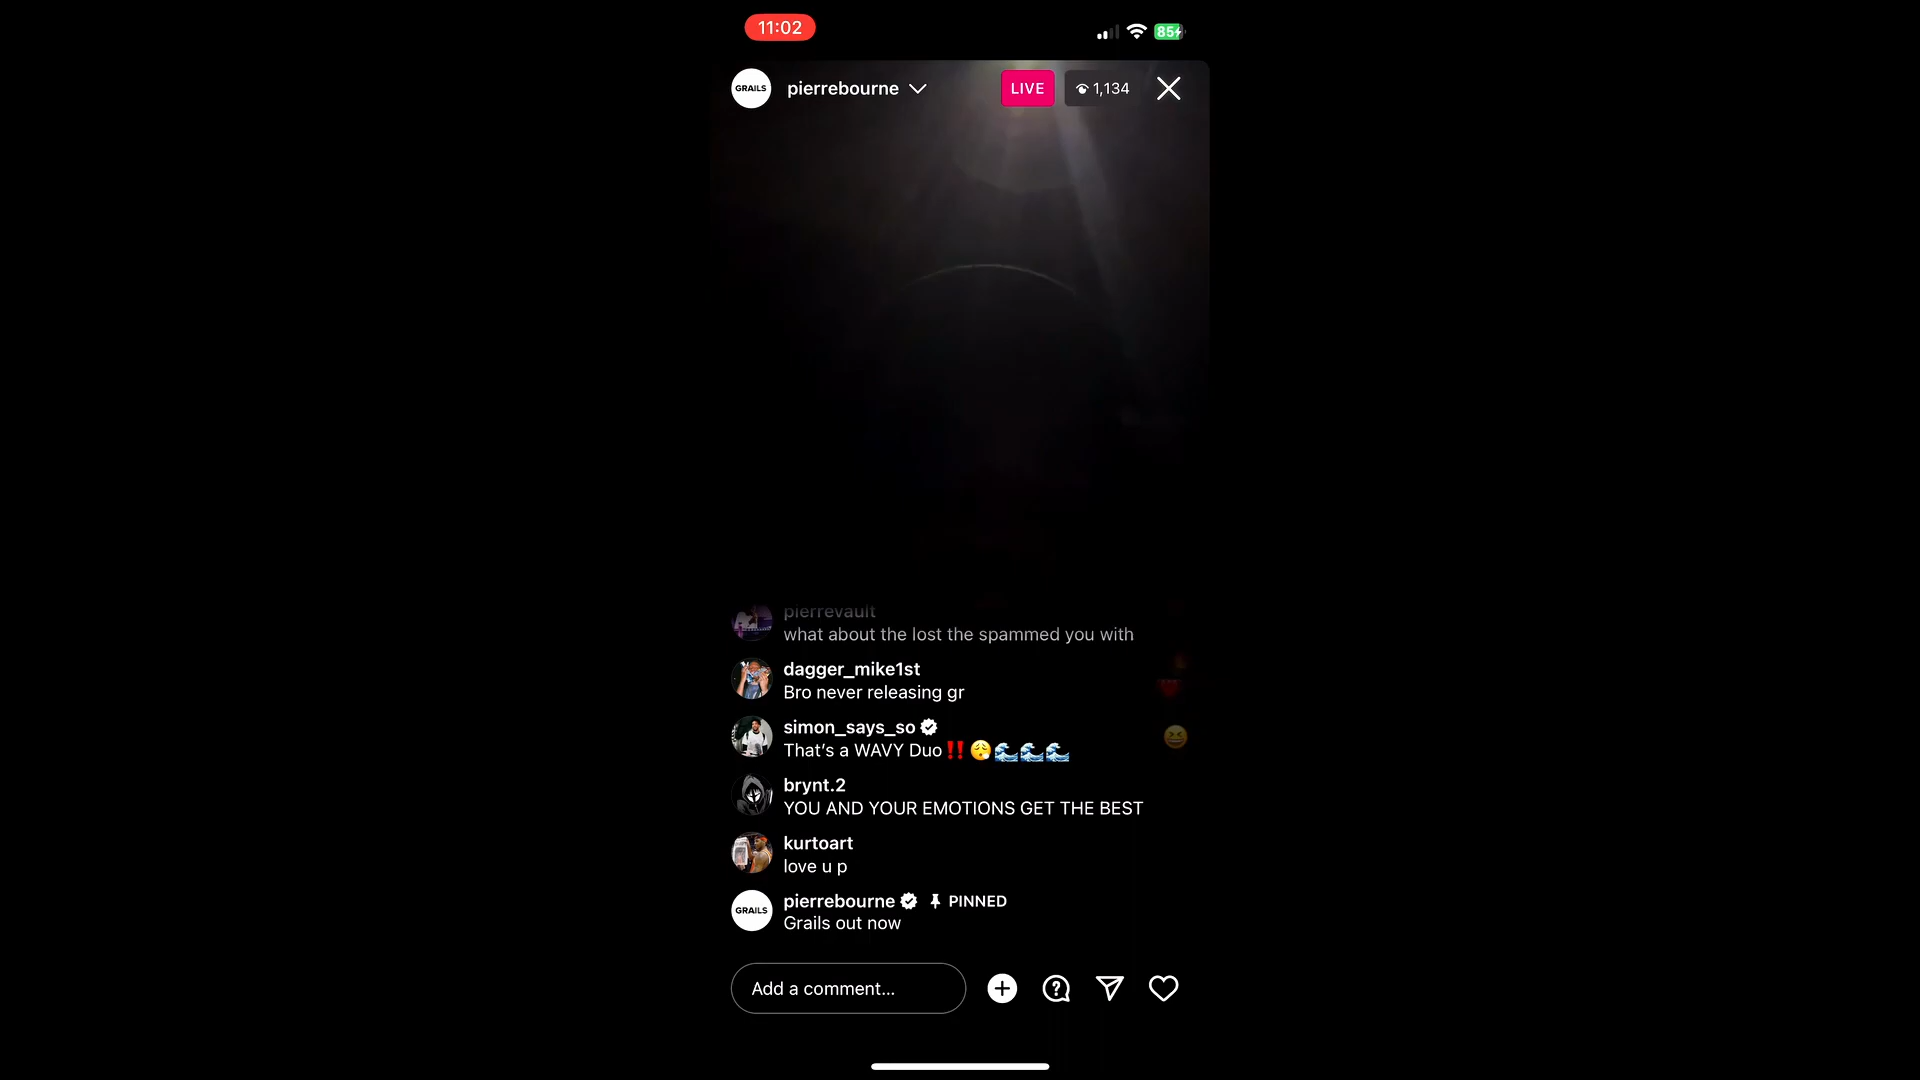 11:02
85
GRAILS
pierrebourne
LIVE
1,134
pierrevault
what about the lost the spammed you with
dagger_mike1st
Bro never releasing gr
simon_says_so
That’s a WAVY Duo‼️😮‍💨🌊🌊🌊
brynt.2
YOU AND YOUR EMOTIONS GET THE BEST
kurtoart
love u p
GRAILS
pierrebourne PINNED
Grails out now
Add a comment...